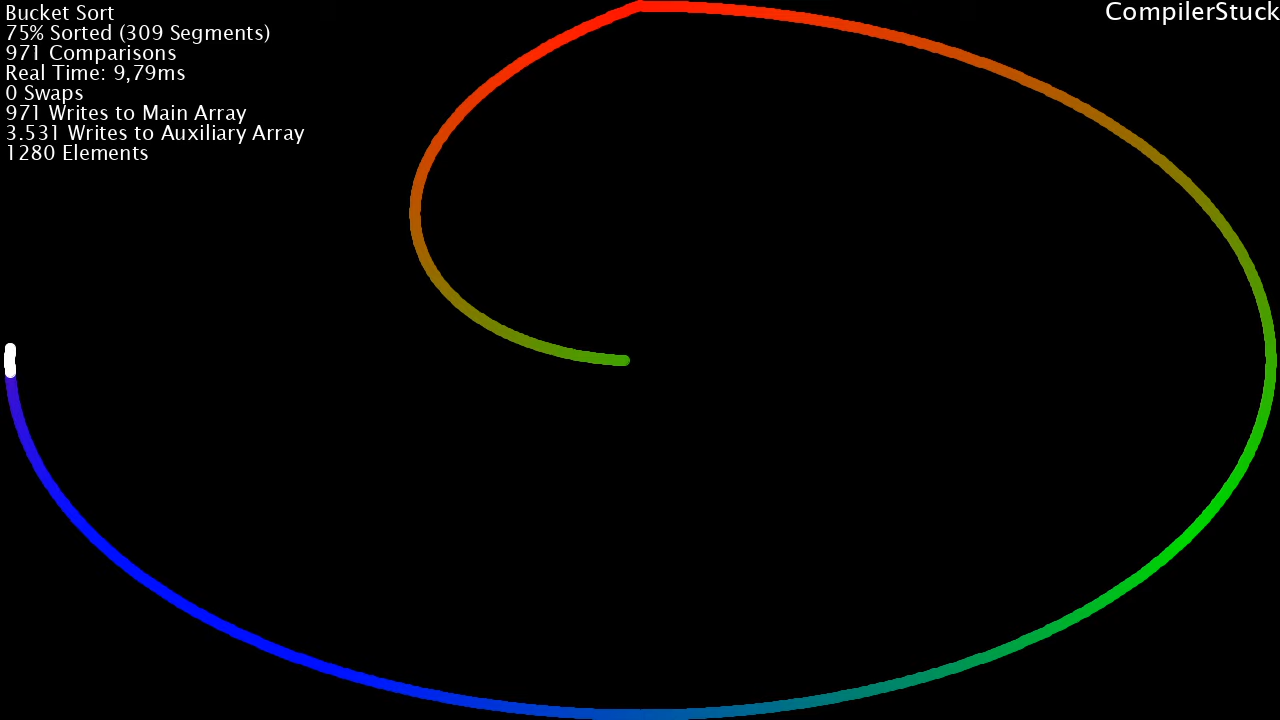 Bucket Sort
75% Sorted (309 Segments)
971 Comparisons
Real Time: 9,79ms
0 Swaps
971 Writes to Main Array
3.531 Writes to Auxiliary Array
1280 Elements
CompilerStuck